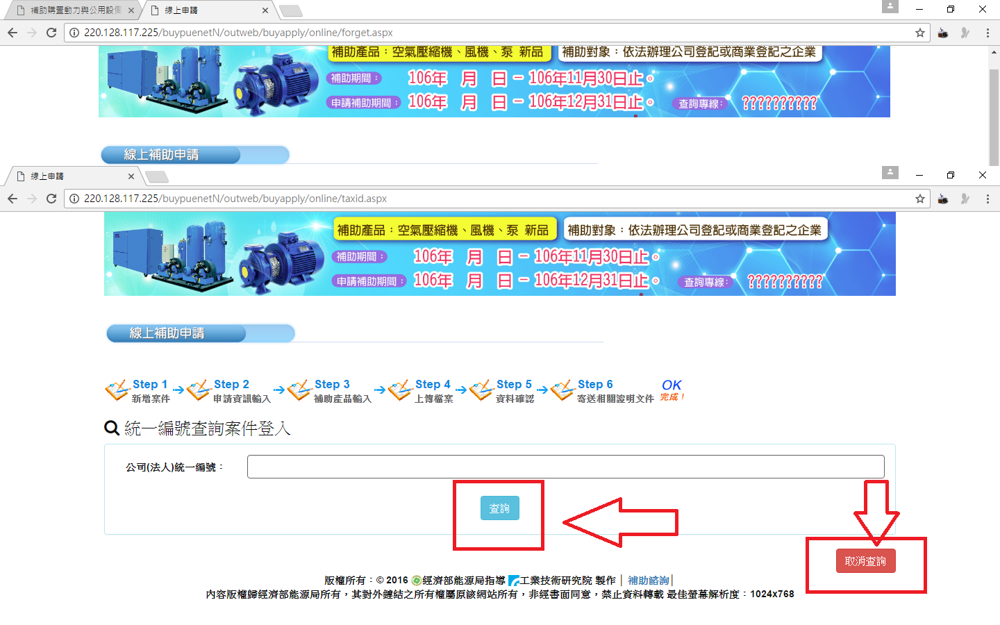 補助購置動力與公用設備
線上申請
220.128.117.225/buypuenetN/outweb/buyapply/online/forget.aspx
補助產品：空氣壓縮機、風機、泵 新品
補助對象：依法辦理公司登記或商業登記之企業
補助期間： 106年 月 日 - 106年11月30日止。
申請補助期間： 106年 月 日 - 106年12月31日止。
查詢專線： ??????????
線上補助申請
線上申請
220.128.117.225/buypuenetN/outweb/buyapply/online/taxid.aspx
補助產品：空氣壓縮機、風機、泵 新品
補助對象：依法辦理公司登記或商業登記之企業
補助期間： 106年 月 日 - 106年11月30日止。
申請補助期間： 106年 月 日 - 106年12月31日止。
查詢專線： ??????????
線上補助申請
Step 1 Step 2 Step 3 Step 4 Step 5 Step 6 OK
新增案件 申請資訊輸入 補助產品輸入 上傳檔案 資料確認 寄送相關證明文件 完成！
統一編號查詢案件登入
公司(法人)統一編號：
查詢
取消查詢
版權所有：© 2016 經濟部能源局指導 工業技術研究院 製作 | 補助諮詢|
內容版權歸經濟部能源局所有，其對外鏈結之所有權屬原該網站所有，非經書面同意，禁止資料轉載 最佳螢幕解析度：1024x768